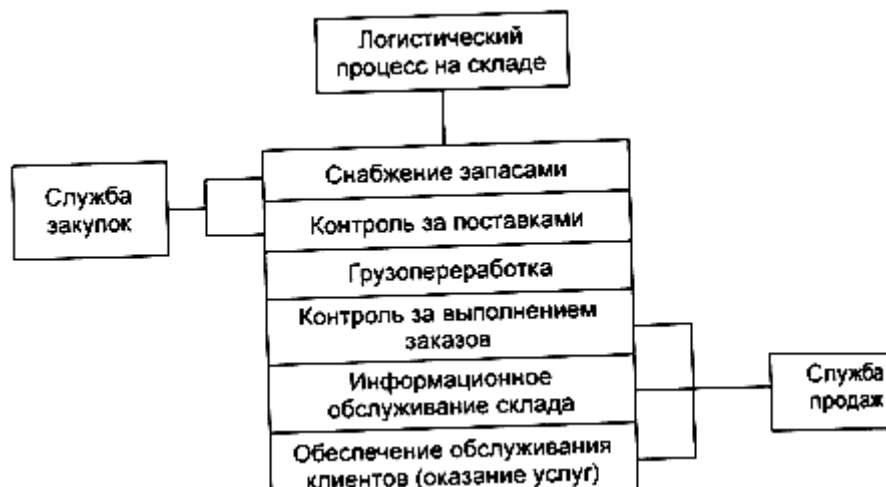 Логистический
процесс на складе
Снабжение запасами
Служба
закупок
Контроль за поставками
Грузопереработка
Контроль за выполнением
заказов
Информационное
обслуживание склада
Служба
продаж
Обеспечение обслуживания
клиентов (оказание услуг)